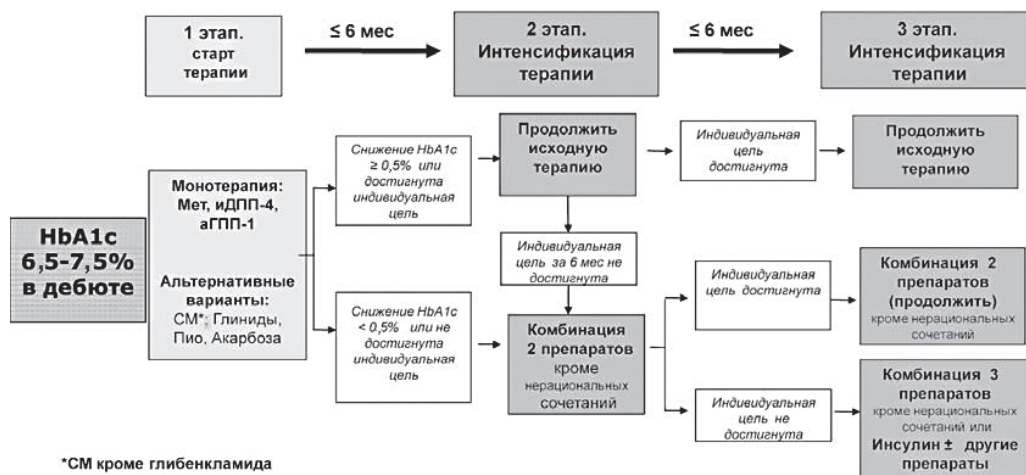 1 этап.
старт
терапии
≤ 6 мес
2 этап.
Интенсификация
терапии
≤ 6 мес
3 этап.
Интенсификация
терапии
HbA1c
6,5-7,5%
в дебюте
Монотерапия:
Мет, иДПП-4,
аГПП-1
Альтернативные
варианты:
СМ*; Глиниды,
Пио, Акарбоза
Снижение HbA1c
≥ 0,5% или
достигнута
индивидуальная
цель
Продолжить
исходную
терапию
Индивидуальная
цель
достигнута
Продолжить
исходную
терапию
Индивидуальная
цель за 6 мес не
достигнута
Снижение HbA1c
< 0,5% или не
достигнута
индивидуальная
цель
Комбинация
2 препаратов
кроме
нерациональных
сочетаний
Индивидуальная
цель достигнута
Комбинация 2
препаратов
(продолжить)
кроме нерациональных
сочетаний
Индивидуальная
цель не
достигнута
Комбинация 3
препаратов
кроме нерациональных
сочетаний или
Инсулин ± другие
препараты
*СМ кроме глибенкламида